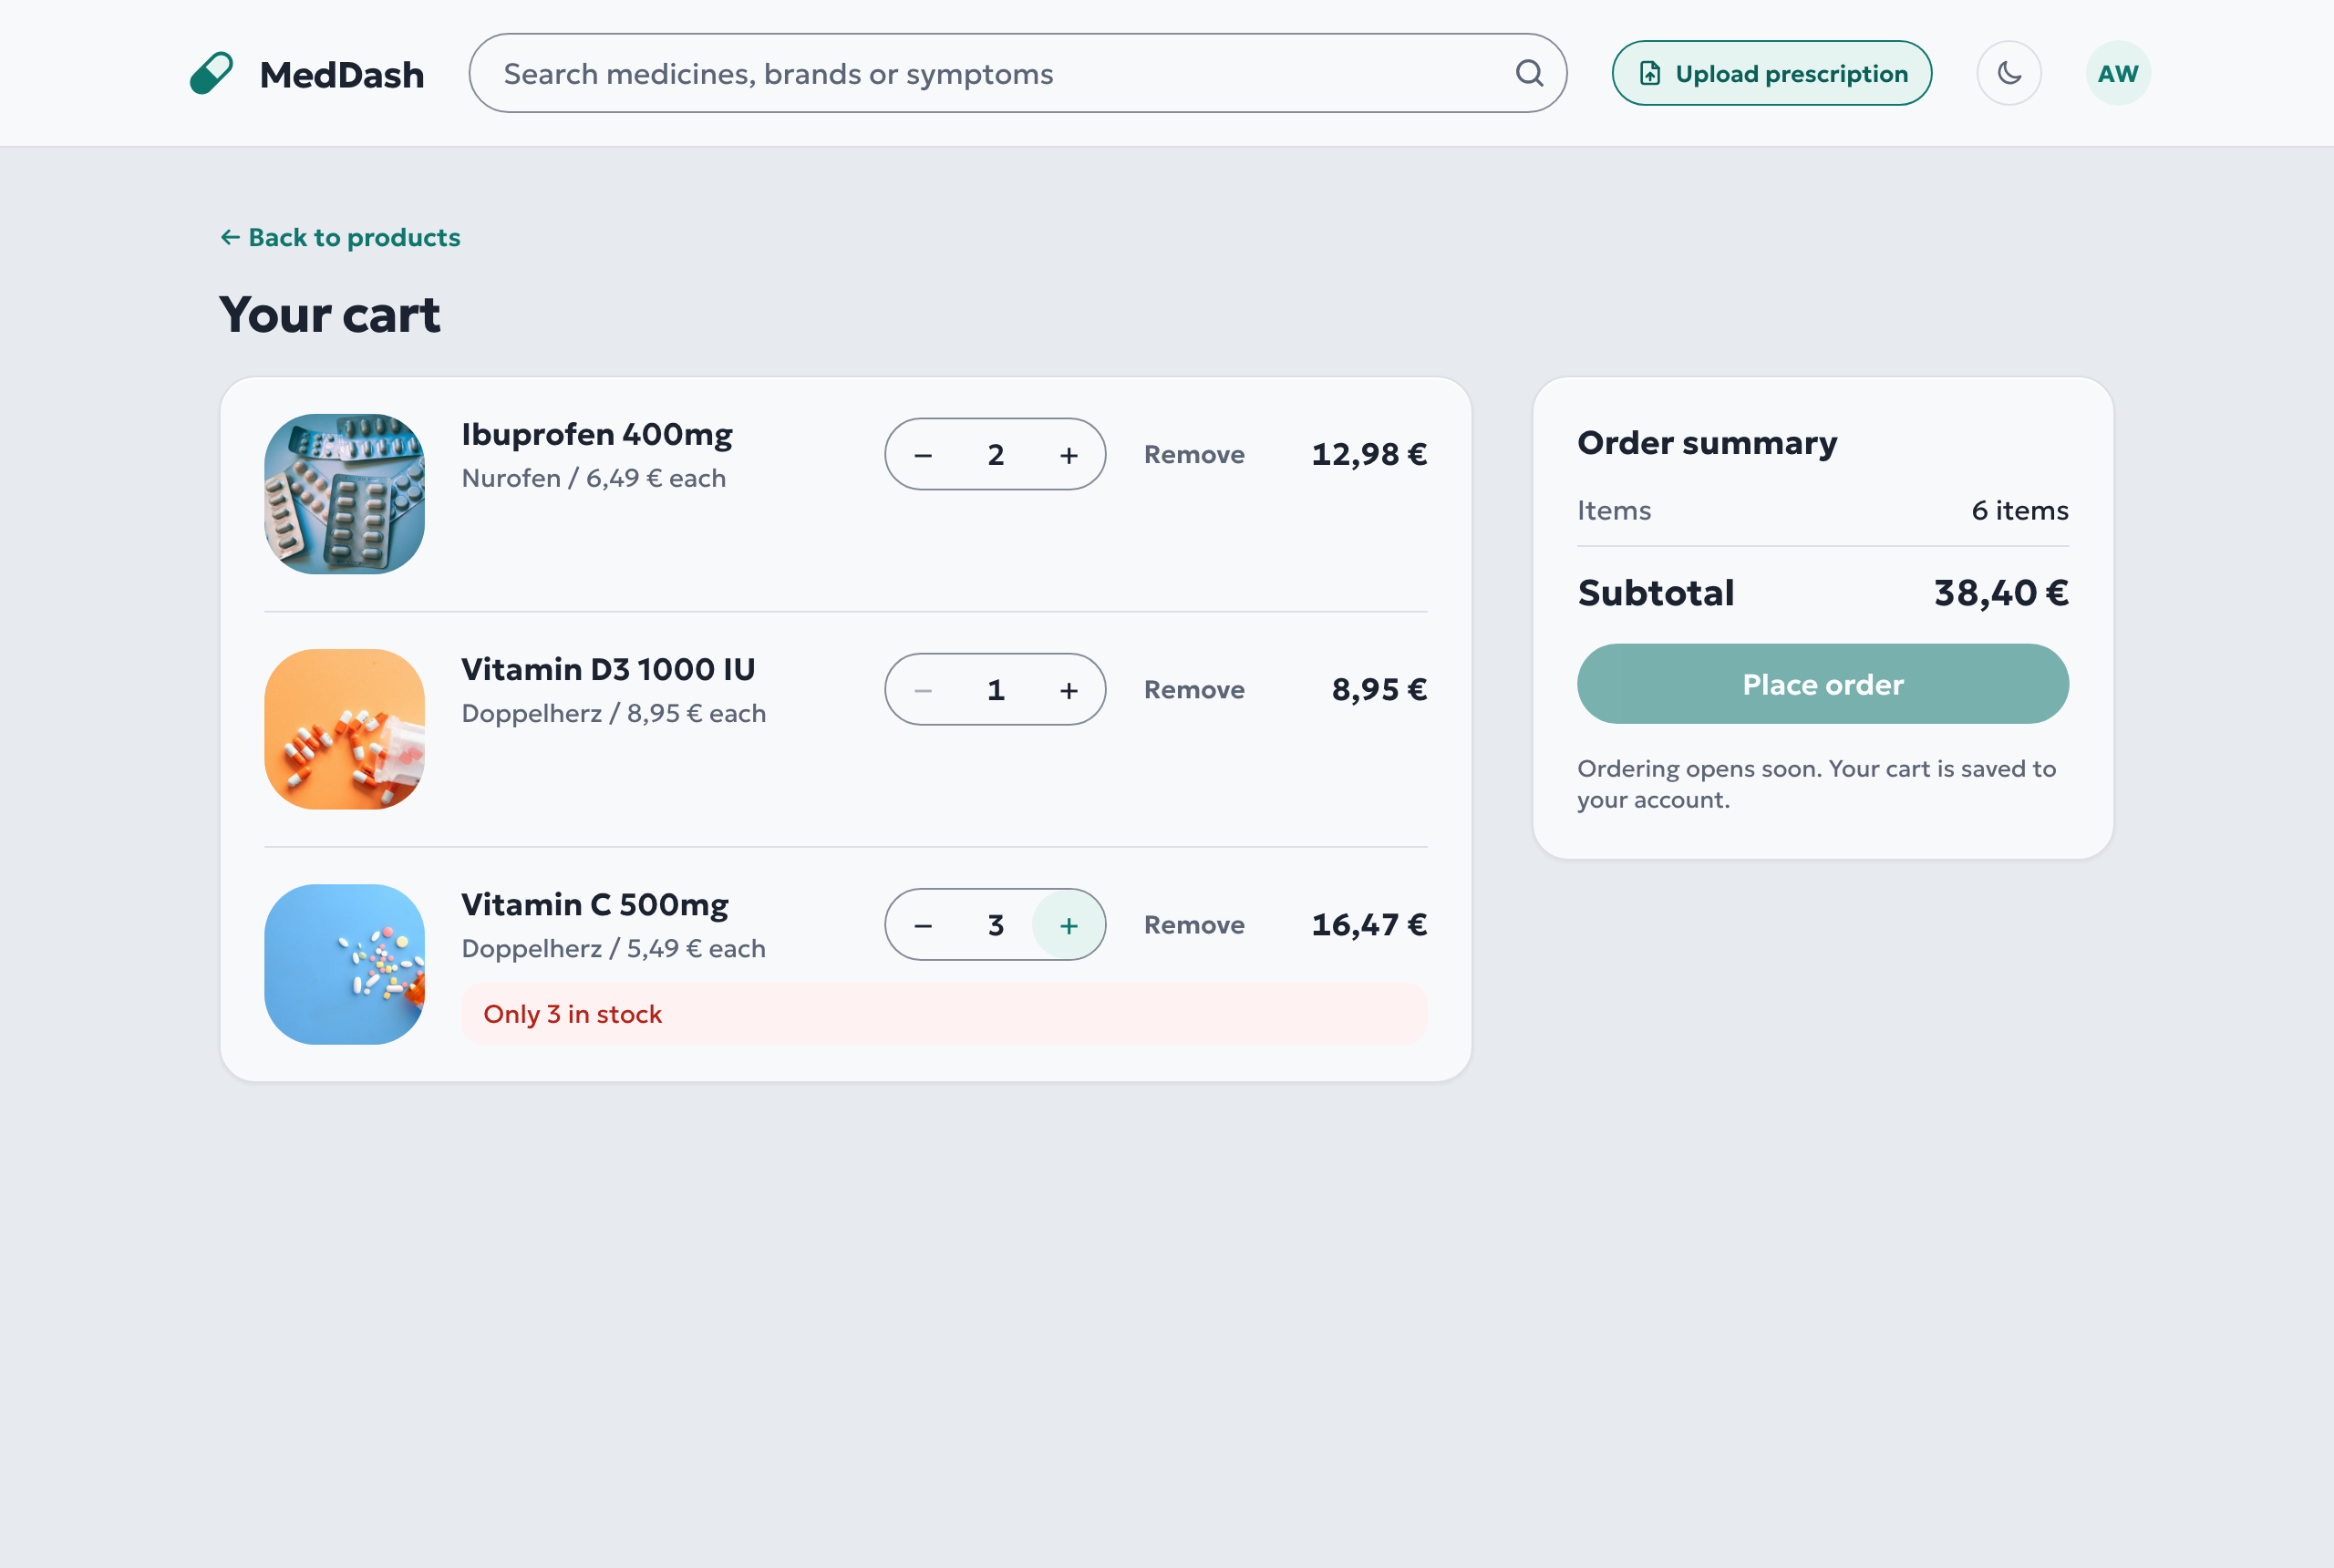 MedDash
Search medicines, brands or symptoms
Upload prescription
AW
← Back to products
Your cart
Ibuprofen 400mg
Nurofen / 6,49 € each
− 2 +
Remove
12,98 €
Vitamin D3 1000 IU
Doppelherz / 8,95 € each
− 1 +
Remove
8,95 €
Vitamin C 500mg
Doppelherz / 5,49 € each
− 3 +
Remove
16,47 €
Only 3 in stock
Order summary
Items 6 items
Subtotal 38,40 €
Place order
Ordering opens soon. Your cart is saved to
your account.